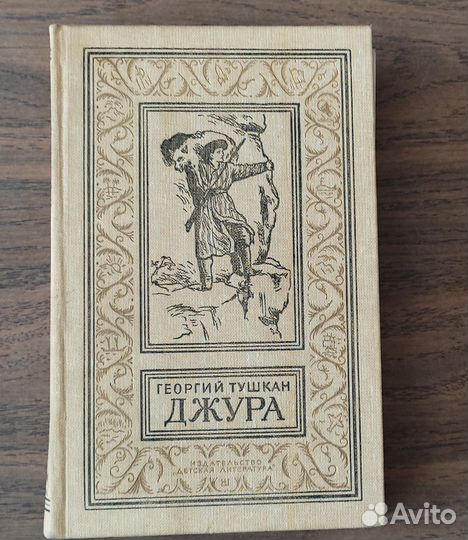 ГЕОРГИЙ ТУШКАН
ДЖУРА
ИЗДАТЕЛЬСТВО
"ДЕТСКАЯ ЛИТЕРАТУРА"
Avito